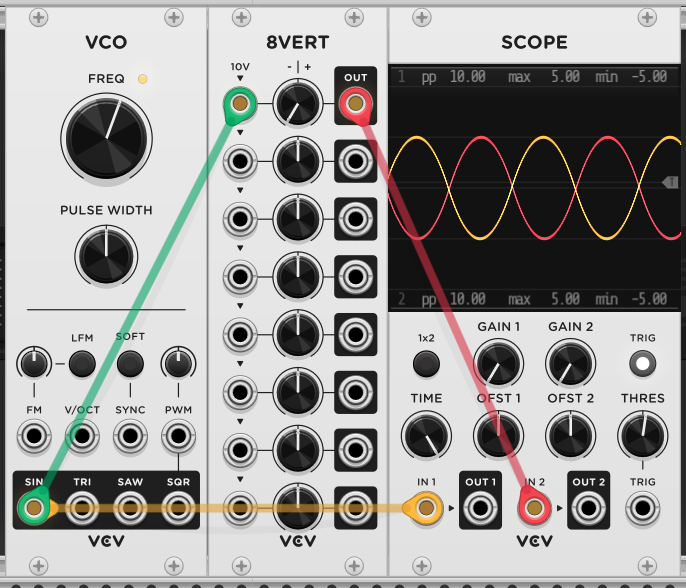 VCO
FREQ
PULSE WIDTH
LFM
SOFT
FM
V/OCT
SYNC
PWM
SIN
TRI
SAW
SQR
VCV
8VERT
10V
- | +
OUT
VCV
SCOPE
1 pp 10.00 max 5.00 min -5.00
T
2 pp 10.00 max 5.00 min -5.00
1x2
GAIN 1
GAIN 2
TRIG
TIME
OFST 1
OFST 2
THRES
IN 1
OUT 1
IN 2
OUT 2
TRIG
VCV